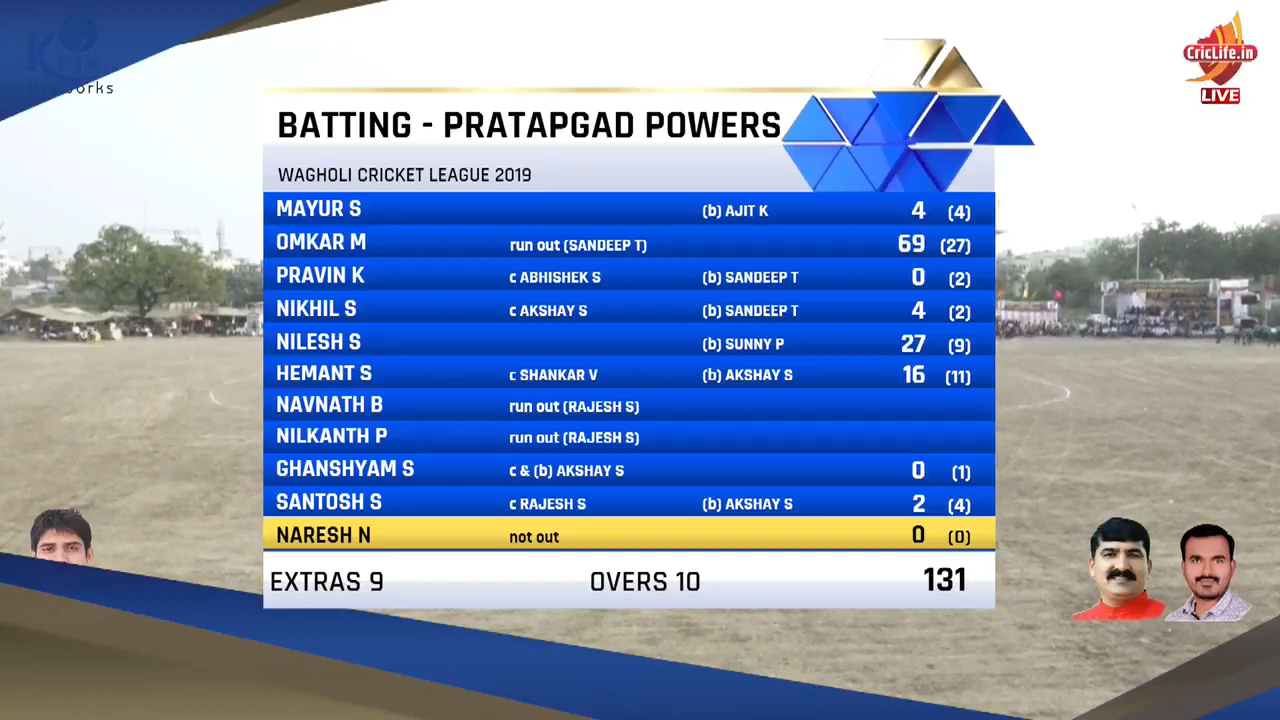 CricLife.in
LIVE
Networks
BATTING - PRATAPGAD POWERS
WAGHOLI CRICKET LEAGUE 2019
MAYUR S (b) AJIT K 4 (4)
OMKAR M run out (SANDEEP T) 69 (27)
PRAVIN K c ABHISHEK S (b) SANDEEP T 0 (2)
NIKHIL S c AKSHAY S (b) SANDEEP T 4 (2)
NILESH S (b) SUNNY P 27 (9)
HEMANT S c SHANKAR V (b) AKSHAY S 16 (11)
NAVNATH B run out (RAJESH S)
NILKANTH P run out (RAJESH S)
GHANSHYAM S c & (b) AKSHAY S 0 (1)
SANTOSH S c RAJESH S (b) AKSHAY S 2 (4)
NARESH N not out 0 (0)
EXTRAS 9 OVERS 10 131